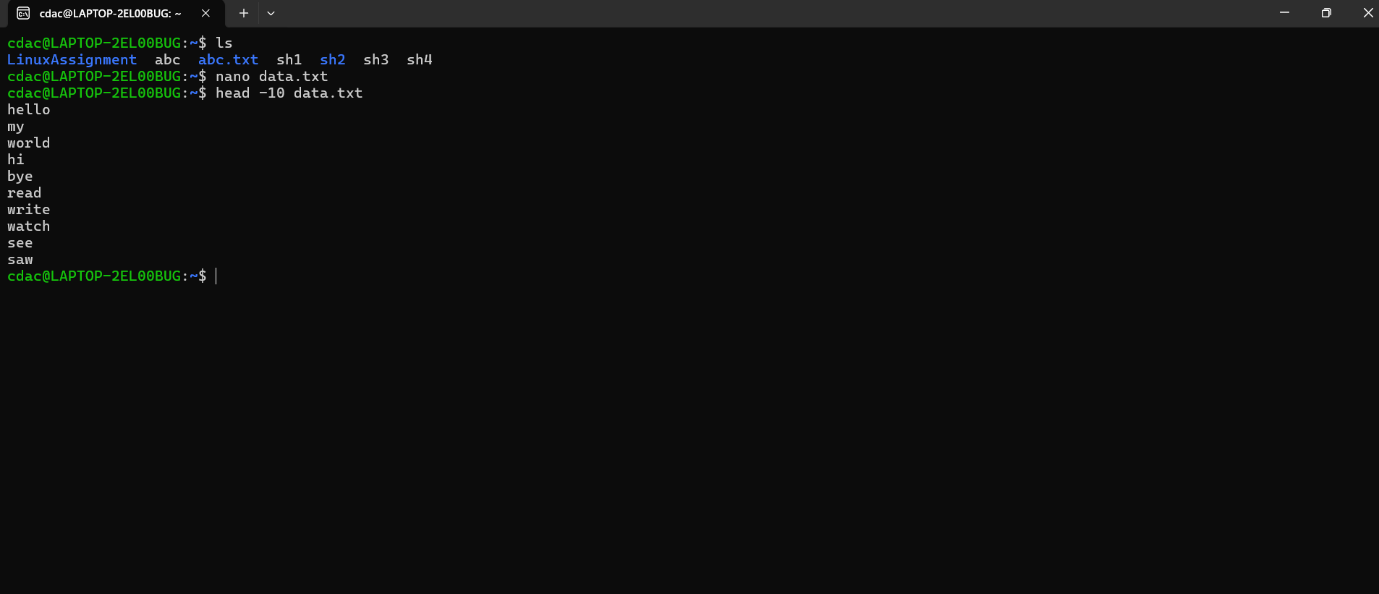 cdac@LAPTOP-2EL00BUG: ~
cdac@LAPTOP-2EL00BUG:~$ ls
LinuxAssignment  abc  abc.txt  sh1  sh2  sh3  sh4
cdac@LAPTOP-2EL00BUG:~$ nano data.txt
cdac@LAPTOP-2EL00BUG:~$ head -10 data.txt
hello
my
world
hi
bye
read
write
watch
see
saw
cdac@LAPTOP-2EL00BUG:~$